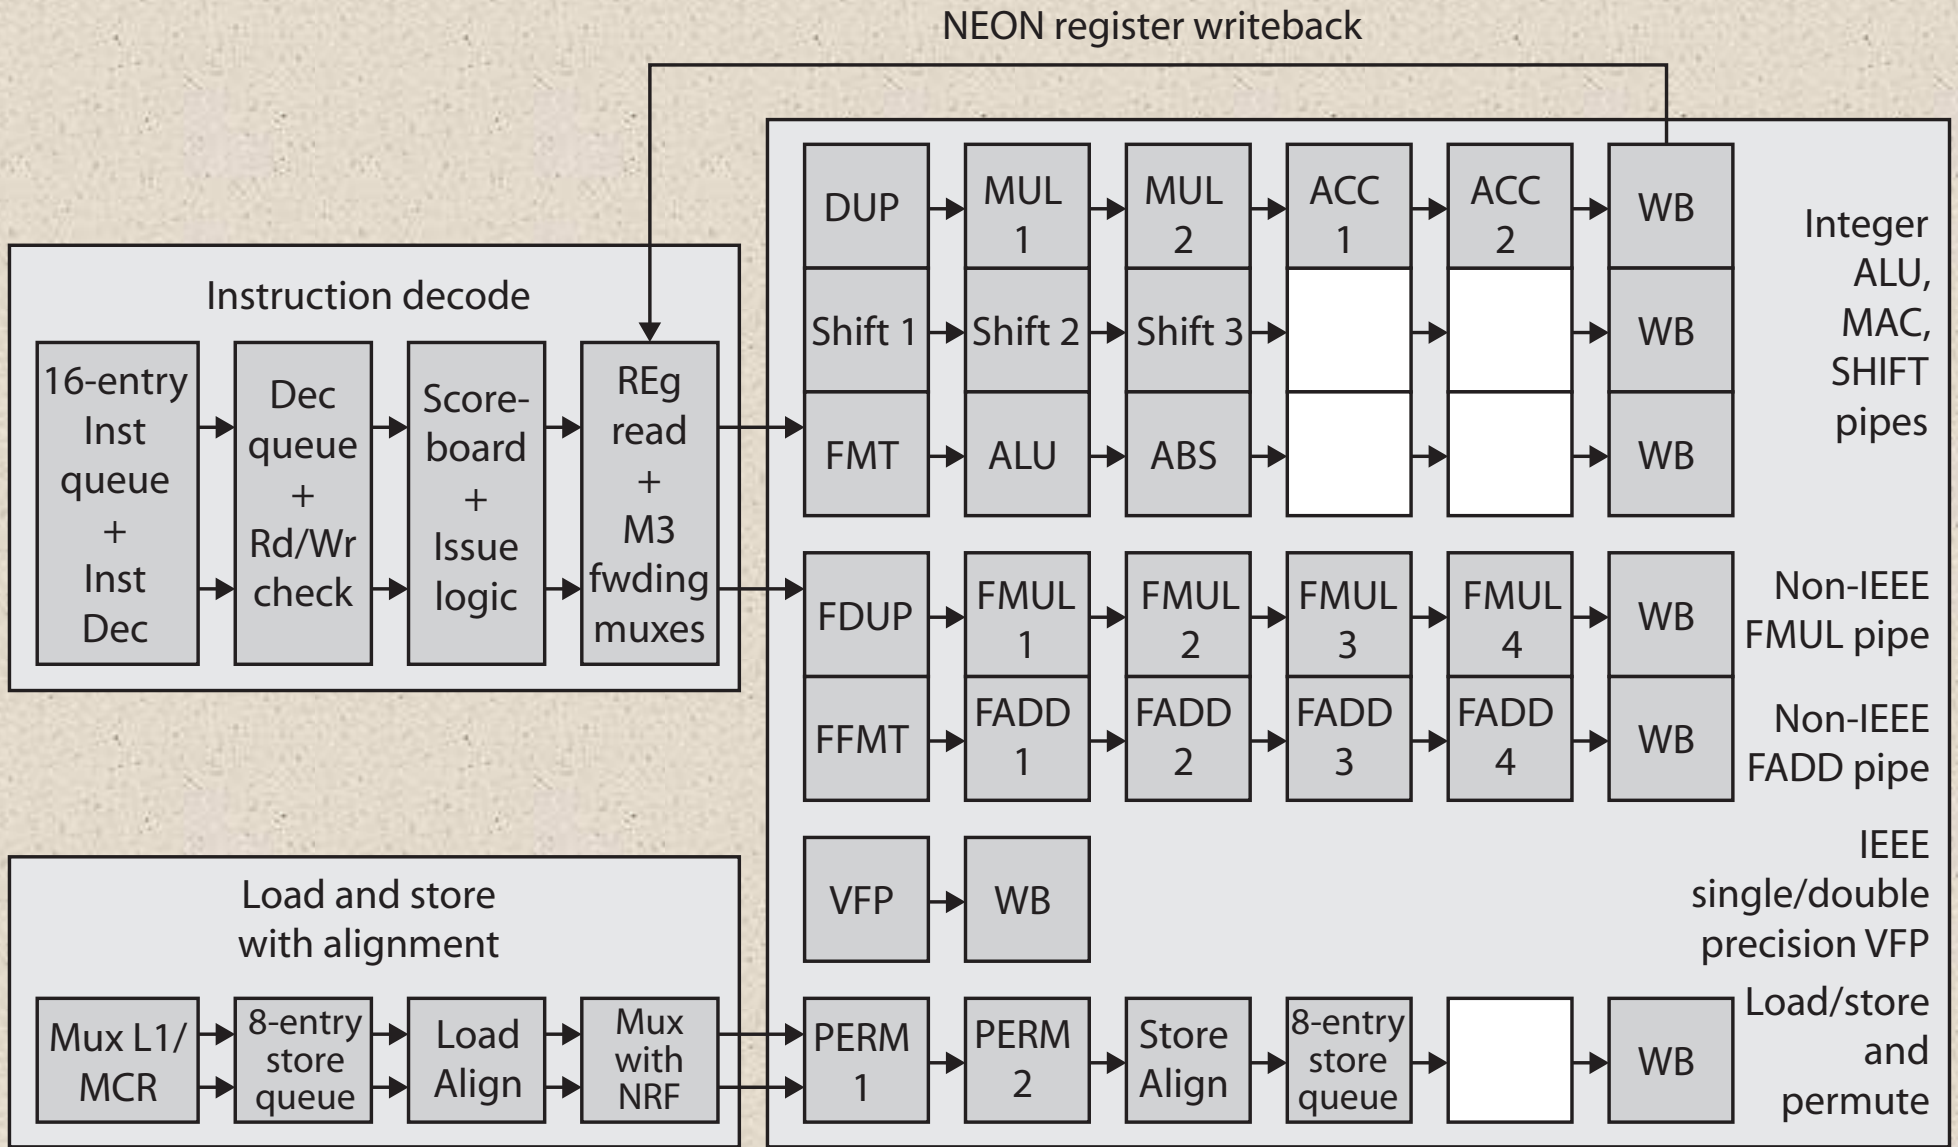 NEON register writeback
Instruction decode
16-entry
Inst
queue
+
Inst
Dec
Dec
queue
+
Rd/Wr
check
Score-
board
+
Issue
logic
REg
read
+
M3
fwding
muxes
DUP
MUL
1
MUL
2
ACC
1
ACC
2
WB
Shift 1
Shift 2
Shift 3
WB
FMT
ALU
ABS
WB
Integer
ALU,
MAC,
SHIFT
pipes
FDUP
FMUL
1
FMUL
2
FMUL
3
FMUL
4
WB
Non-IEEE
FMUL pipe
FFMT
FADD
1
FADD
2
FADD
3
FADD
4
WB
Non-IEEE
FADD pipe
VFP
WB
IEEE
single/double
precision VFP
Load and store
with alignment
Mux L1/
MCR
8-entry
store
queue
Load
Align
Mux
with
NRF
PERM
1
PERM
2
Store
Align
8-entry
store
queue
WB
Load/store
and
permute